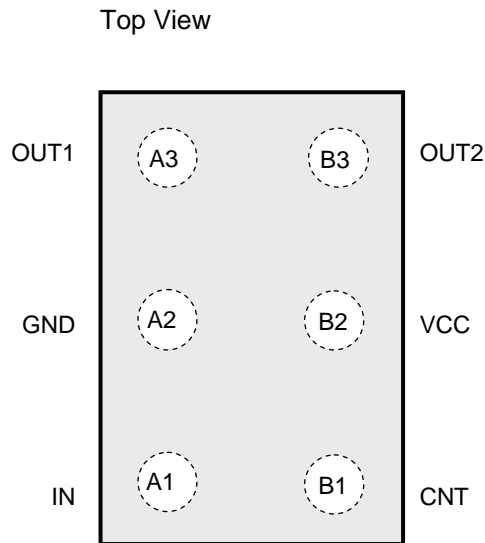 Top View
OUT1 A3 B3 OUT2
GND A2 B2 VCC
IN A1 B1 CNT